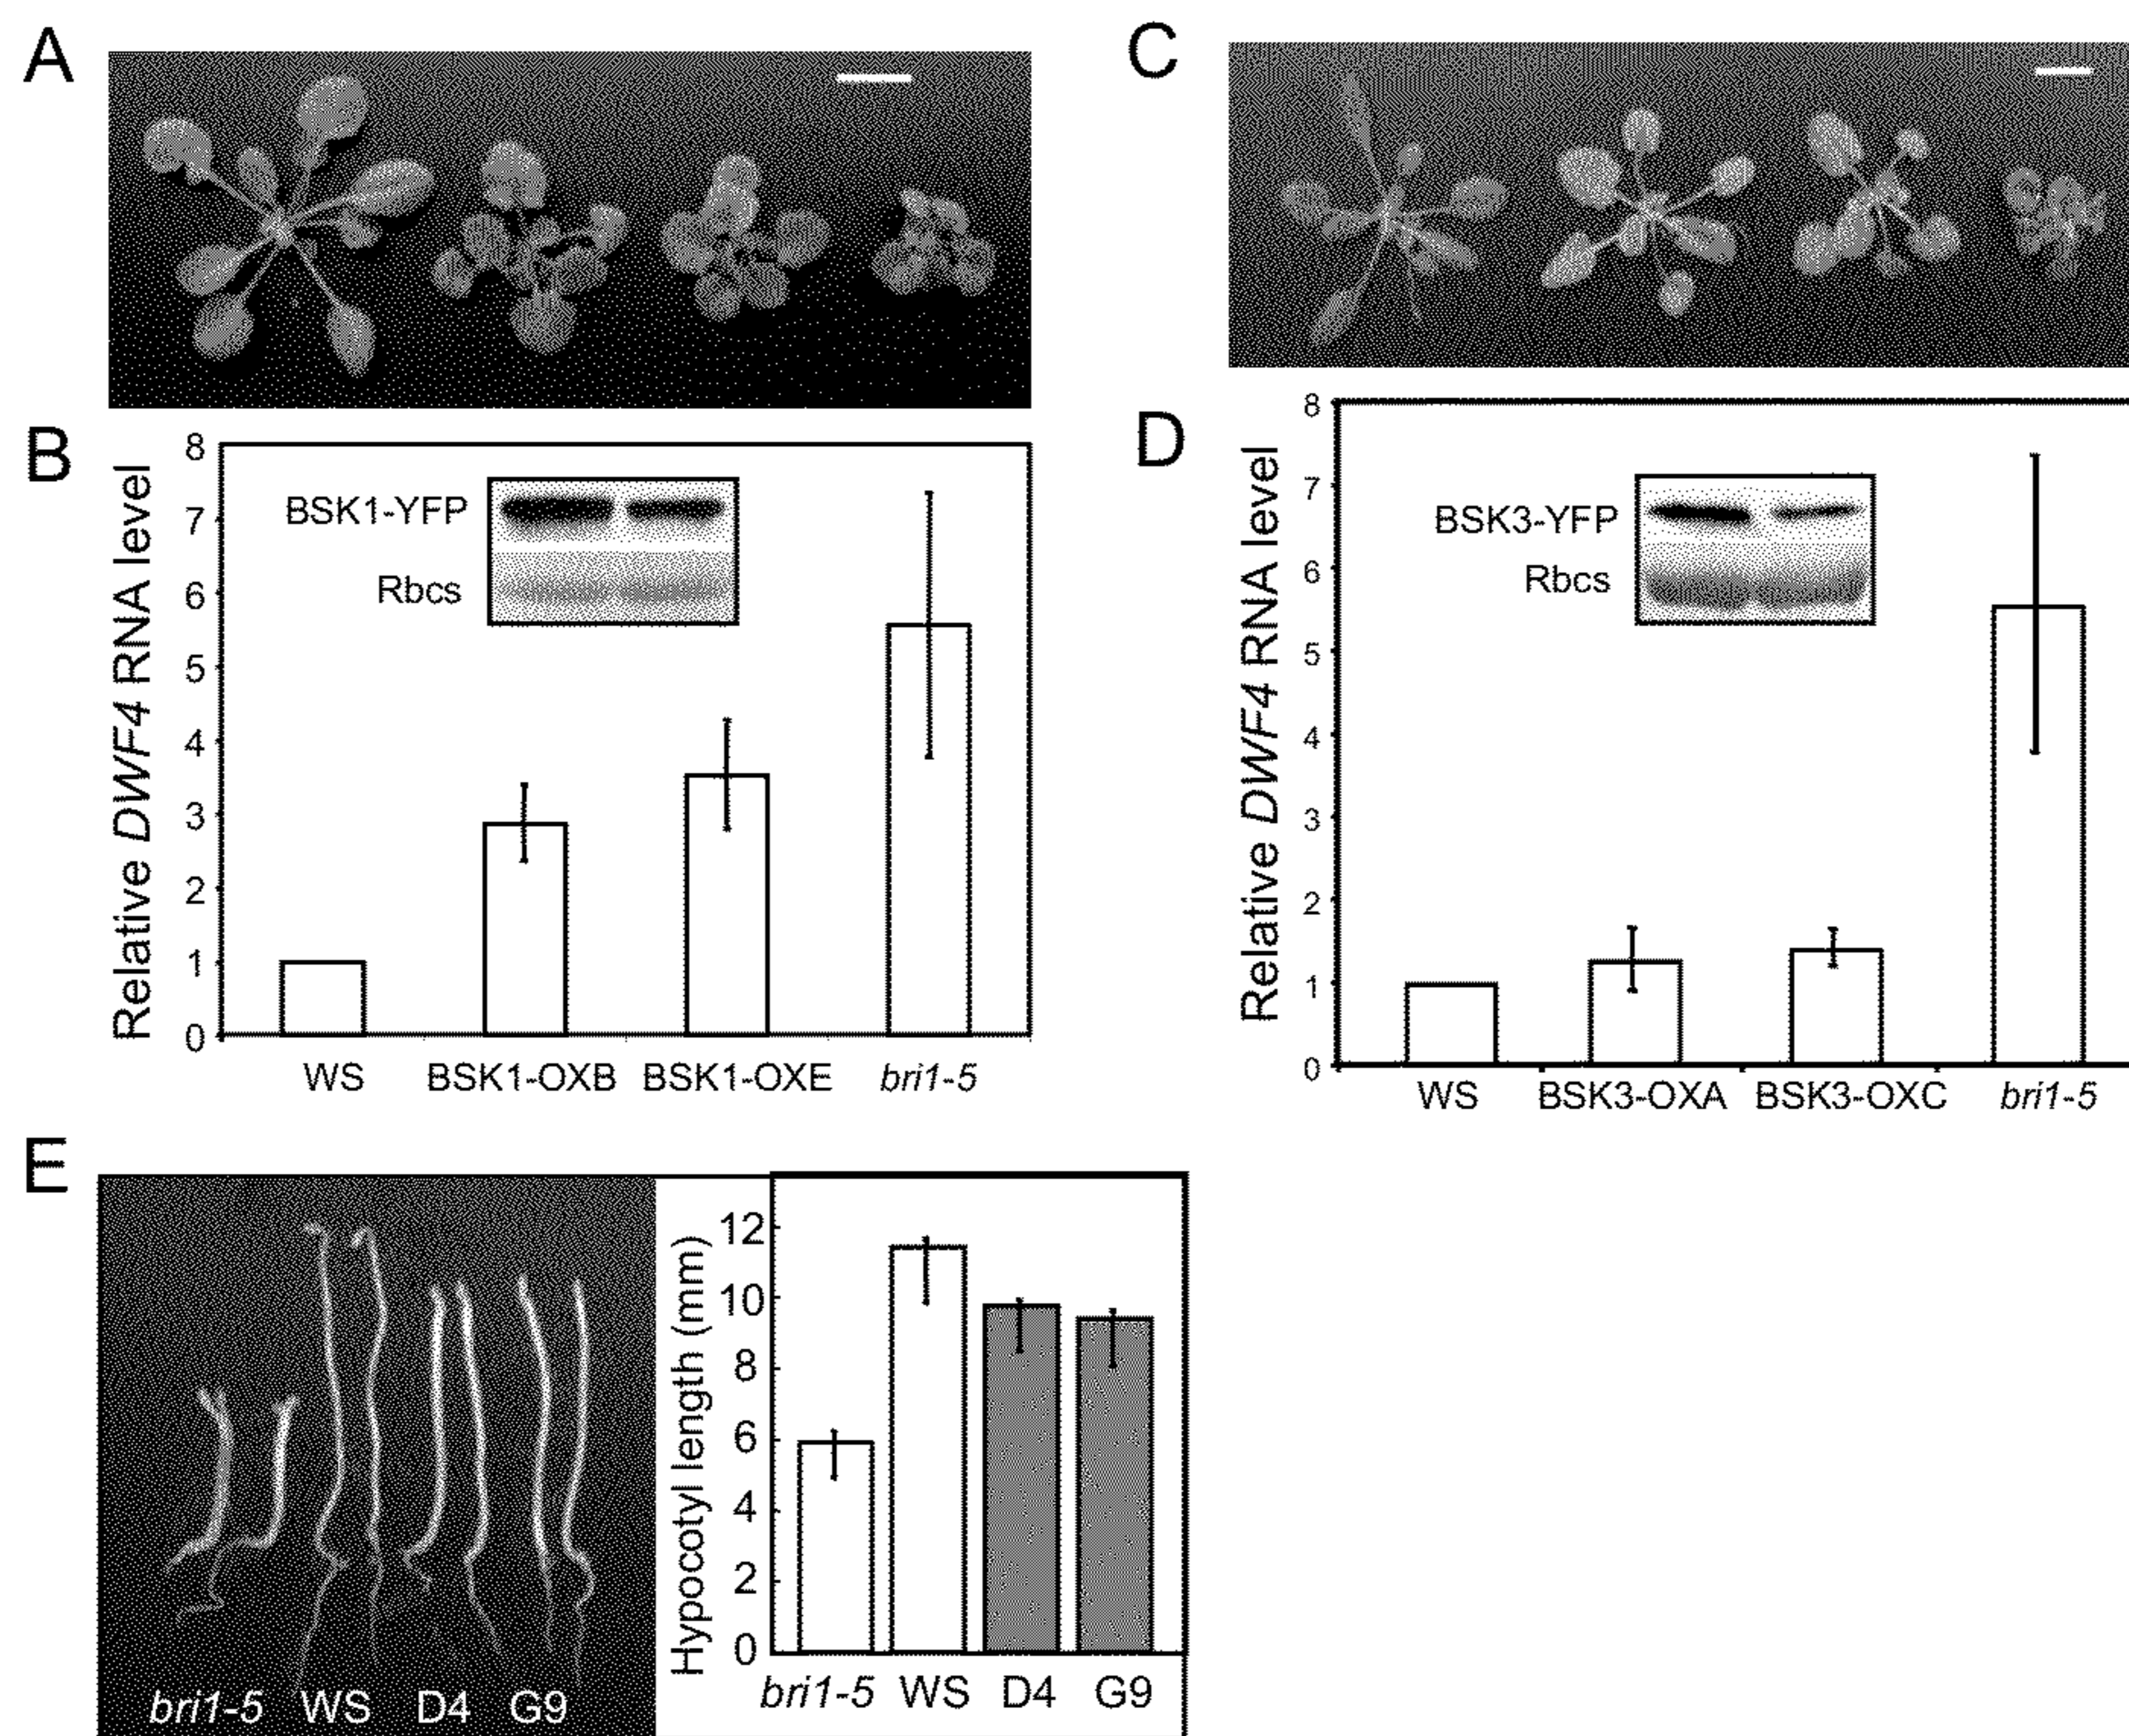 A
C
B
Relative DWF4 RNA level
8
7
6
5
4
3
2
1
0
BSK1-YFP
Rbcs
WS BSK1-OXB BSK1-OXE bri1-5
D
Relative DWF4 RNA level
8
7
6
5
4
3
2
1
0
BSK3-YFP
Rbcs
WS BSK3-OXA BSK3-OXC bri1-5
E
bri1-5 WS D4 G9
Hypocotyl length (mm)
12
10
8
6
4
2
0
bri1-5 WS D4 G9